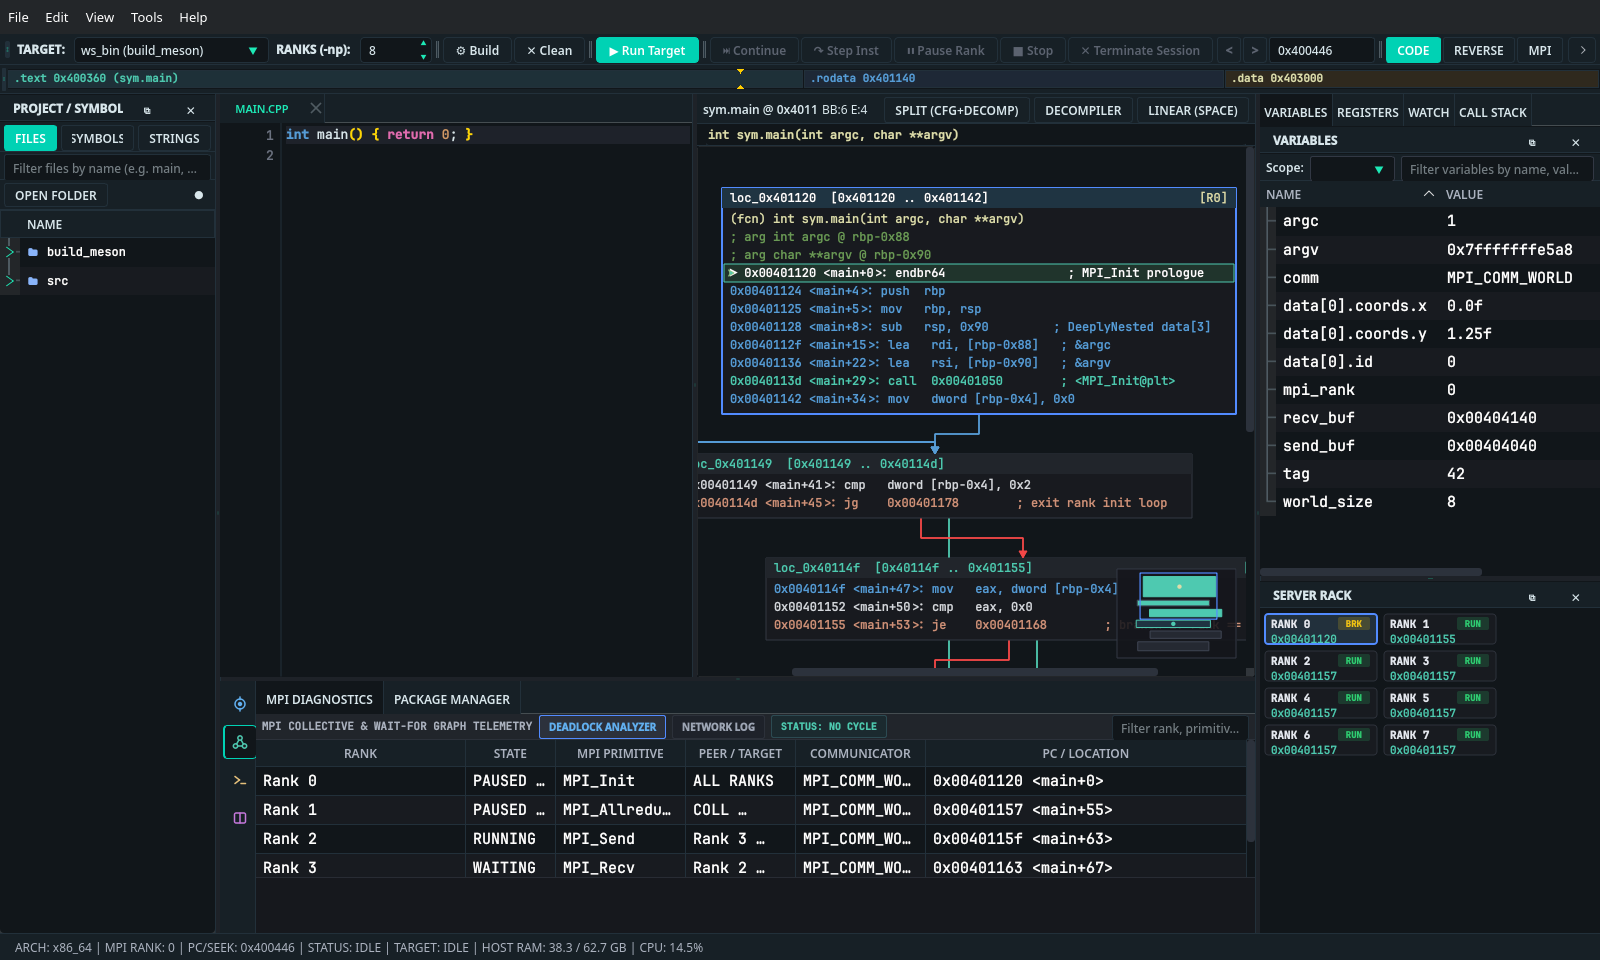 File Edit View Tools Help
TARGET: ws_bin (build_meson) RANKS (-np): 8 Build Clean Run Target Continue Step Inst Pause Rank Stop Terminate Session < > 0x400446 CODE REVERSE MPI
.text 0x400360 (sym.main) .rodata 0x401140 .data 0x403000
PROJECT / SYMBOL
FILES SYMBOLS STRINGS
Filter files by name (e.g. main, ...
OPEN FOLDER
NAME
build_meson
src
MAIN.CPP
1 int main() { return 0; }
2
sym.main @ 0x4011 BB:6 E:4 SPLIT (CFG+DECOMP) DECOMPILER LINEAR (SPACE)
int sym.main(int argc, char **argv)
loc_0x401120 [0x401120 .. 0x401142] [R0]
(fcn) int sym.main(int argc, char **argv)
; arg int argc @ rbp-0x88
; arg char **argv @ rbp-0x90
0x00401120 <main+0>: endbr64 ; MPI_Init prologue
0x00401124 <main+4>: push rbp
0x00401125 <main+5>: mov rbp, rsp
0x00401128 <main+8>: sub rsp, 0x90 ; DeeplyNested data[3]
0x0040112f <main+15>: lea rdi, [rbp-0x88] ; &argc
0x00401136 <main+22>: lea rsi, [rbp-0x90] ; &argv
0x0040113d <main+29>: call 0x00401050 ; <MPI_Init@plt>
0x00401142 <main+34>: mov dword [rbp-0x4], 0x0
oc_0x401149 [0x401149 .. 0x40114d]
x00401149 <main+41>: cmp dword [rbp-0x4], 0x2
x0040114d <main+45>: jg 0x00401178 ; exit rank init loop
loc_0x40114f [0x40114f .. 0x401155]
0x0040114f <main+47>: mov eax, dword [rbp-0x4]
0x00401152 <main+50>: cmp eax, 0x0
0x00401155 <main+53>: je 0x00401168 ;
VARIABLES REGISTERS WATCH CALL STACK
VARIABLES
Scope: Filter variables by name, val...
NAME VALUE
argc 1
argv 0x7fffffffe5a8
comm MPI_COMM_WORLD
data[0].coords.x 0.0f
data[0].coords.y 1.25f
data[0].id 0
mpi_rank 0
recv_buf 0x00404140
send_buf 0x00404040
tag 42
world_size 8
SERVER RACK
RANK 0 BRK RANK 1 RUN
0x00401120 0x00401155
RANK 2 RUN RANK 3 RUN
0x00401157 0x00401157
RANK 4 RUN RANK 5 RUN
0x00401157 0x00401157
RANK 6 RUN RANK 7 RUN
0x00401157 0x00401157
MPI DIAGNOSTICS PACKAGE MANAGER
MPI COLLECTIVE & WAIT-FOR GRAPH TELEMETRY DEADLOCK ANALYZER NETWORK LOG STATUS: NO CYCLE Filter rank, primitiv...
RANK STATE MPI PRIMITIVE PEER / TARGET COMMUNICATOR PC / LOCATION
Rank 0 PAUSED … MPI_Init ALL RANKS MPI_COMM_WO… 0x00401120 <main+0>
Rank 1 PAUSED … MPI_Allredu… COLL … MPI_COMM_WO… 0x00401157 <main+55>
Rank 2 RUNNING MPI_Send Rank 3 … MPI_COMM_WO… 0x0040115f <main+63>
Rank 3 WAITING MPI_Recv Rank 2 … MPI_COMM_WO… 0x00401163 <main+67>
ARCH: x86_64 | MPI RANK: 0 | PC/SEEK: 0x400446 | STATUS: IDLE | TARGET: IDLE | HOST RAM: 38.3 / 62.7 GB | CPU: 14.5%